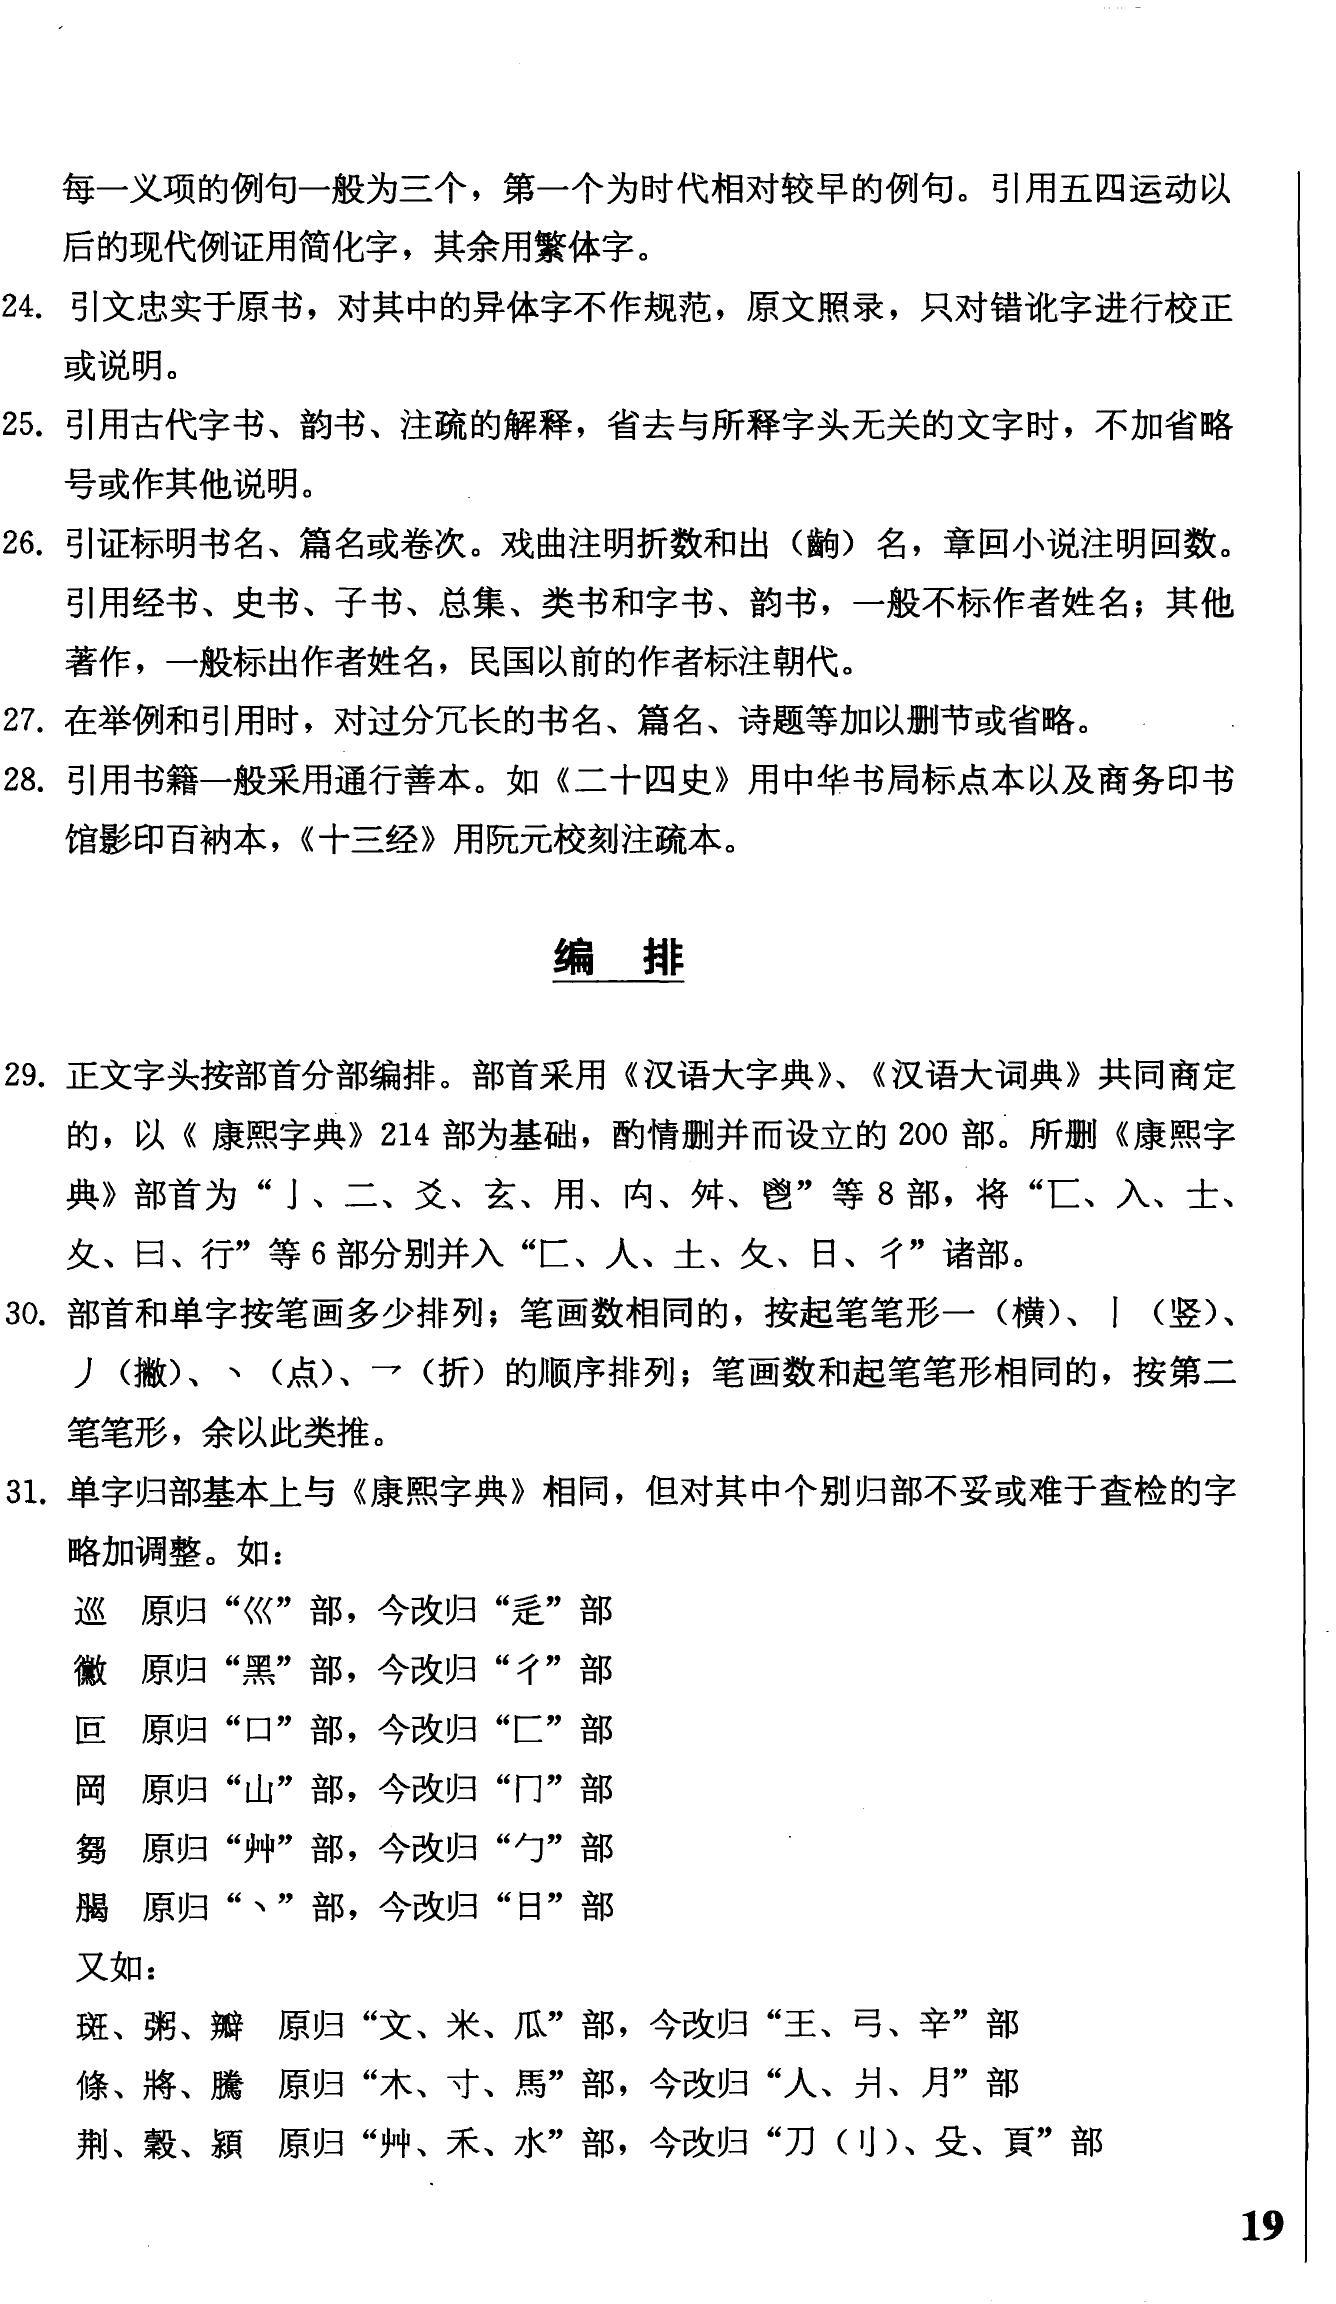 每一义项的例句一般为三个，第一个为时代相对较早的例句。引用五四运动以
后的现代例证用简化字，其余用繁体字。
24. 引文忠实于原书，对其中的异体字不作规范，原文照录，只对错讹字进行校正
或说明。
25. 引用古代字书、韵书、注疏的解释，省去与所释字头无关的文字时，不加省略
号或作其他说明。
26. 引证标明书名、篇名或卷次。戏曲注明折数和出（齣）名，章回小说注明回数。
引用经书、史书、子书、总集、类书和字书、韵书，一般不标作者姓名；其他
著作，一般标出作者姓名，民国以前的作者标注朝代。
27. 在举例和引用时，对过分冗长的书名、篇名、诗题等加以删节或省略。
28. 引用书籍一般采用通行善本。如《二十四史》用中华书局标点本以及商务印书
馆影印百衲本，《十三经》用阮元校刻注疏本。
编 排
29. 正文字头按部首分部编排。部首采用《汉语大字典》、《汉语大词典》共同商定
的，以《康熙字典》214 部为基础，酌情删并而设立的 200 部。所删《康熙字
典》部首为“亅、二、爻、玄、用、禸、舛、鬯”等 8 部，将“匸、入、士、
夊、曰、行”等 6 部分别并入“匚、人、土、夂、日、彳”诸部。
30. 部首和单字按笔画多少排列；笔画数相同的，按起笔笔形一（横）、丨（竖）、
丿（撇）、丶（点）、乛（折）的顺序排列；笔画数和起笔笔形相同的，按第二
笔笔形，余以此类推。
31. 单字归部基本上与《康熙字典》相同，但对其中个别归部不妥或难于查检的字
略加调整。如：
巡 原归“巛”部，今改归“辵”部
黴 原归“黑”部，今改归“彳”部
叵 原归“口”部，今改归“匚”部
岡 原归“山”部，今改归“冂”部
芻 原归“艸”部，今改归“勹”部
原归“丶”部，今改归“日”部
又如：
斑、粥、瓣 原归“文、米、瓜”部，今改归“王、弓、辛”部
條、將、騰 原归“木、寸、馬”部，今改归“人、爿、月”部
荆、穀、潁 原归“艸、禾、水”部，今改归“刀（刂）、殳、頁”部
19